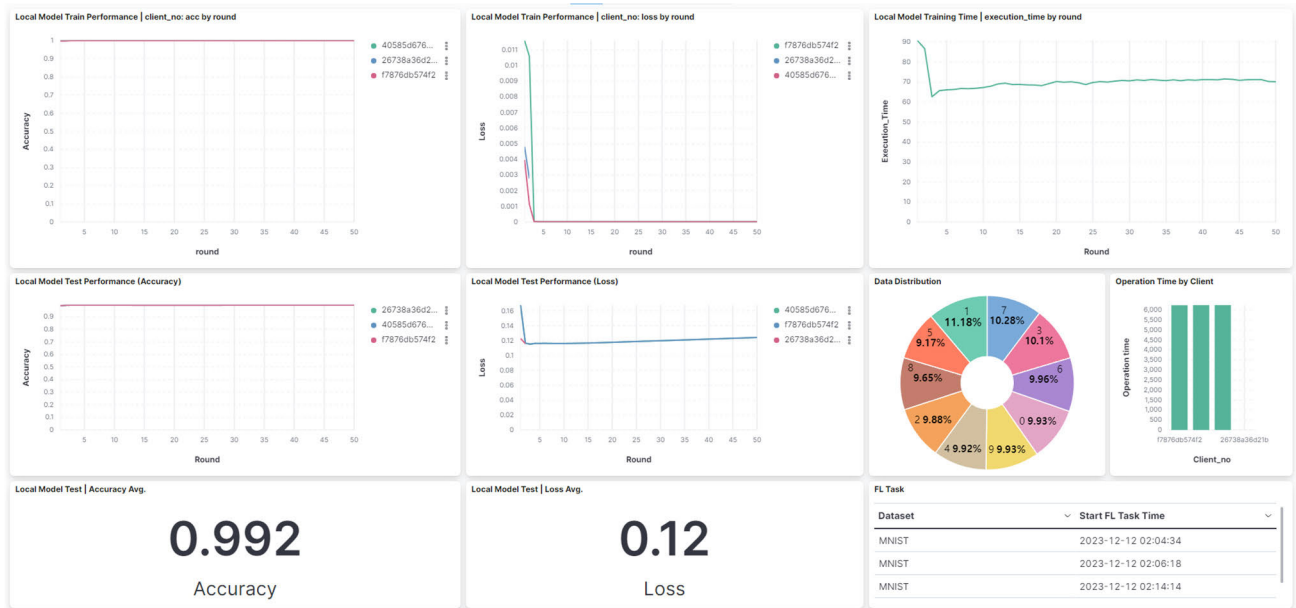 Local Model Train Performance | client_no: acc by round
1
0.9
0.8
0.7
0.6
0.5
0.4
0.3
0.2
0.1
0
Accuracy
5 10 15 20 25 30 35 40 45 50
round
40585d676...
26738a36d2...
f7876db574f2
Local Model Train Performance | client_no: loss by round
0.011
0.01
0.009
0.008
0.007
0.006
0.005
0.004
0.003
0.002
0.001
0
Loss
5 10 15 20 25 30 35 40 45 50
round
f7876db574f2
26738a36d2...
40585d676...
Local Model Training Time | execution_time by round
90
80
70
60
50
40
30
20
10
0
Execution_Time
5 10 15 20 25 30 35 40 45 50
Round
Local Model Test Performance (Accuracy)
0.9
0.8
0.7
0.6
0.5
0.4
0.3
0.2
0.1
0
Accuracy
5 10 15 20 25 30 35 40 45 50
Round
26738a36d2...
40585d676...
f7876db574f2
Local Model Test Performance (Loss)
0.16
0.14
0.12
0.1
0.08
0.06
0.04
0.02
0
Loss
5 10 15 20 25 30 35 40 45 50
Round
40585d676...
f7876db574f2
26738a36d2...
Data Distribution
1
11.18%
7
10.28%
3
10.1%
6
9.96%
0 9.93%
9 9.93%
4 9.92%
2 9.88%
8
9.65%
5
9.17%
Operation Time by Client
6,000
5,500
5,000
4,500
4,000
3,500
3,000
2,500
2,000
1,500
1,000
500
0
Operation time
f7876db574f2 26738a36d21b
Client_no
Local Model Test | Accuracy Avg.
0.992
Accuracy
Local Model Test | Loss Avg.
0.12
Loss
FL Task
Dataset Start FL Task Time
MNIST 2023-12-12 02:04:34
MNIST 2023-12-12 02:06:18
MNIST 2023-12-12 02:14:14